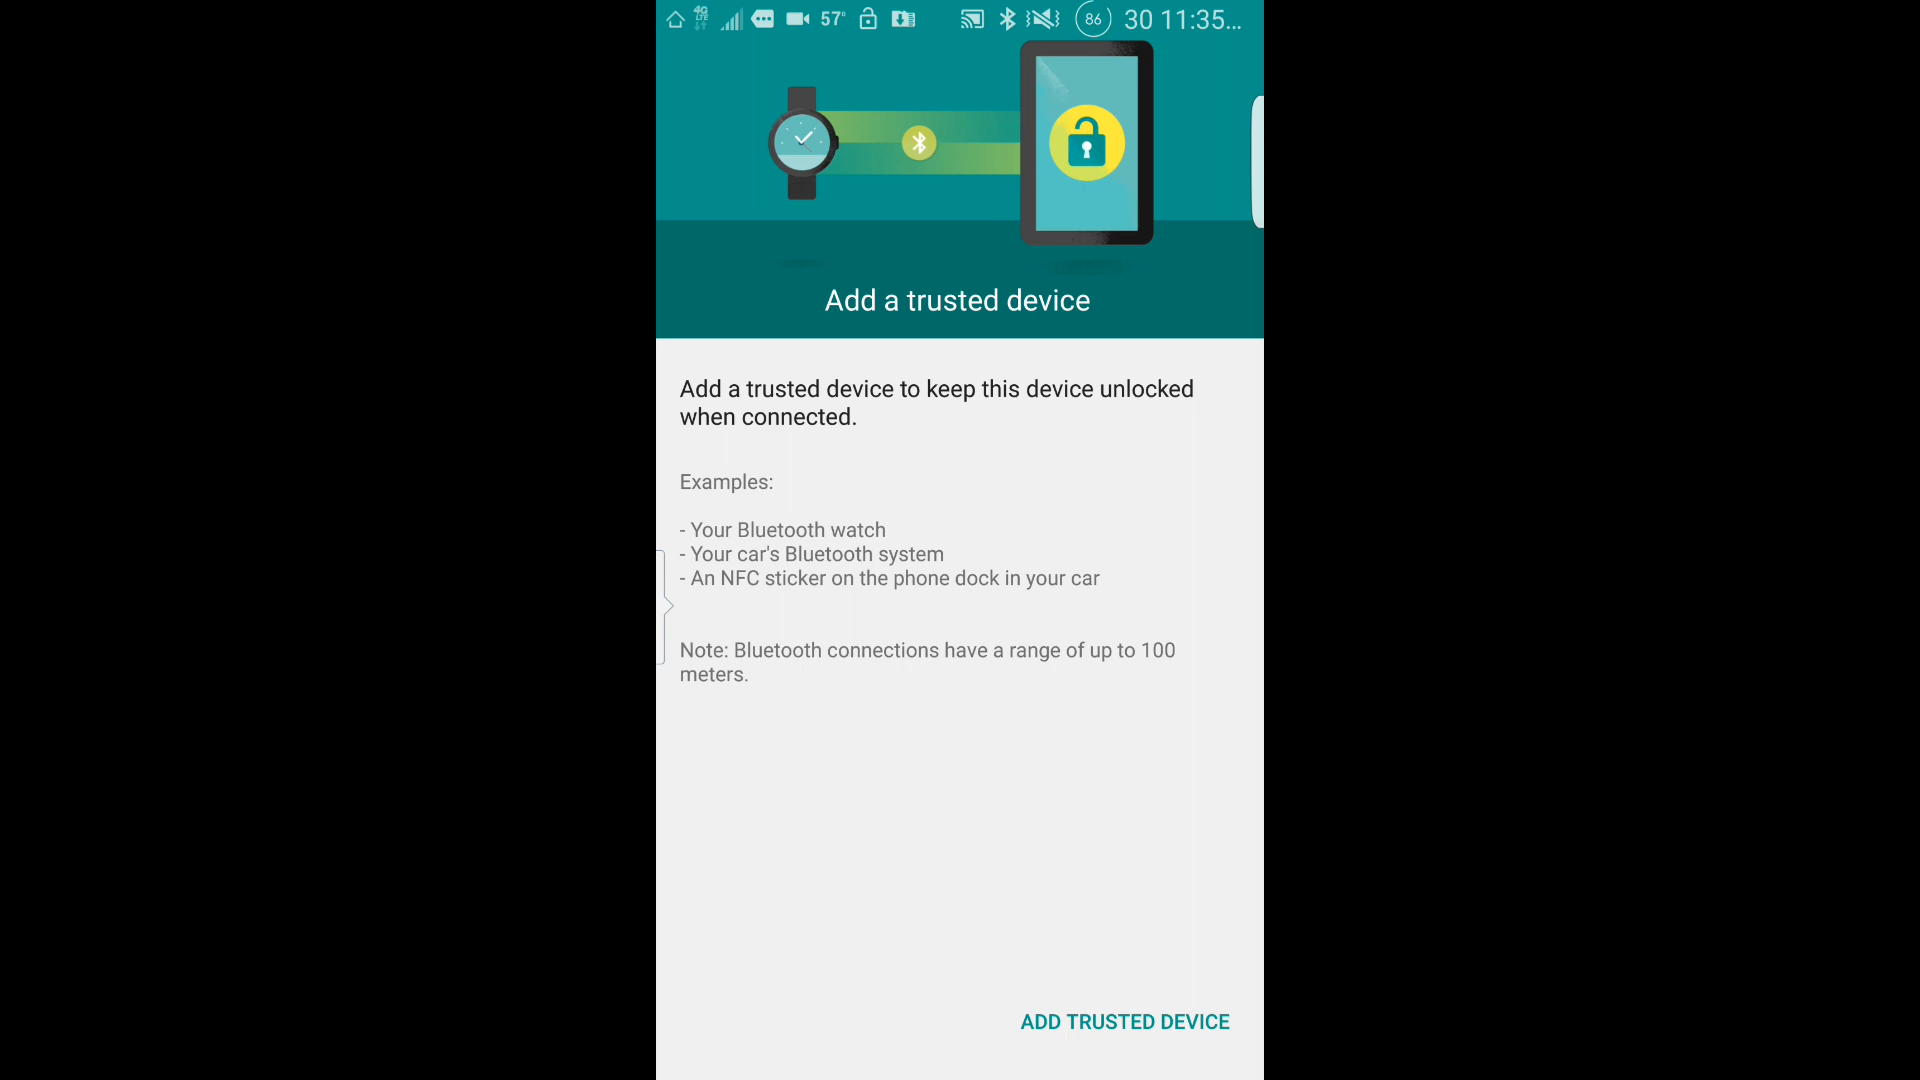 4G LTE 57° 86 30 11:35...
Add a trusted device
Add a trusted device to keep this device unlocked
when connected.
Examples:
- Your Bluetooth watch
- Your car's Bluetooth system
- An NFC sticker on the phone dock in your car
Note: Bluetooth connections have a range of up to 100
meters.
ADD TRUSTED DEVICE